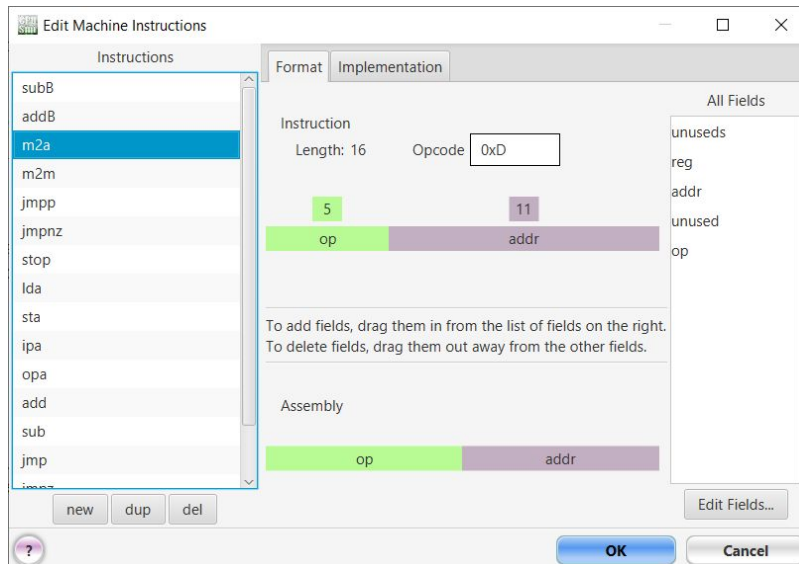 Edit Machine Instructions
Instructions
subB
addB
m2a
m2m
jmpp
jmpnz
stop
lda
sta
ipa
opa
add
sub
jmp
jmpz
new dup del
Format Implementation
Instruction
Length: 16 Opcode 0xD
5 11
op addr
To add fields, drag them in from the list of fields on the right.
To delete fields, drag them out away from the other fields.
Assembly
op addr
All Fields
unuseds
reg
addr
unused
op
Edit Fields...
?
OK Cancel